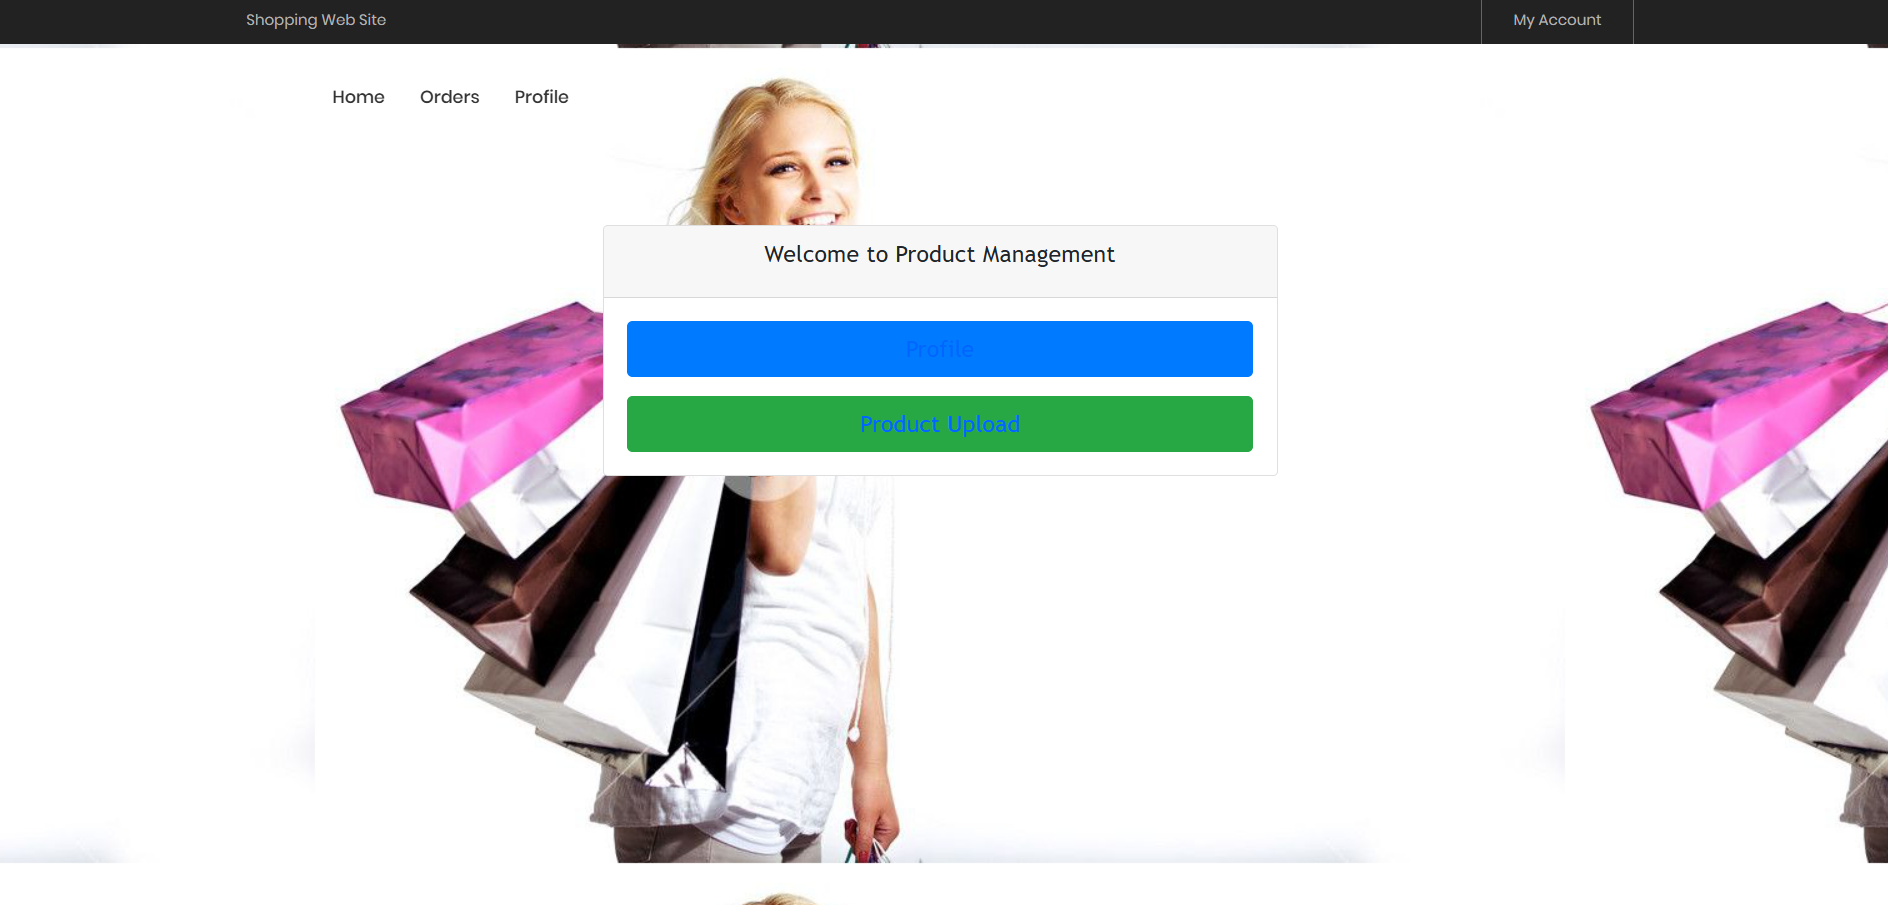 Shopping Web Site
My Account
Home Orders Profile
Welcome to Product Management
Profile
Product Upload